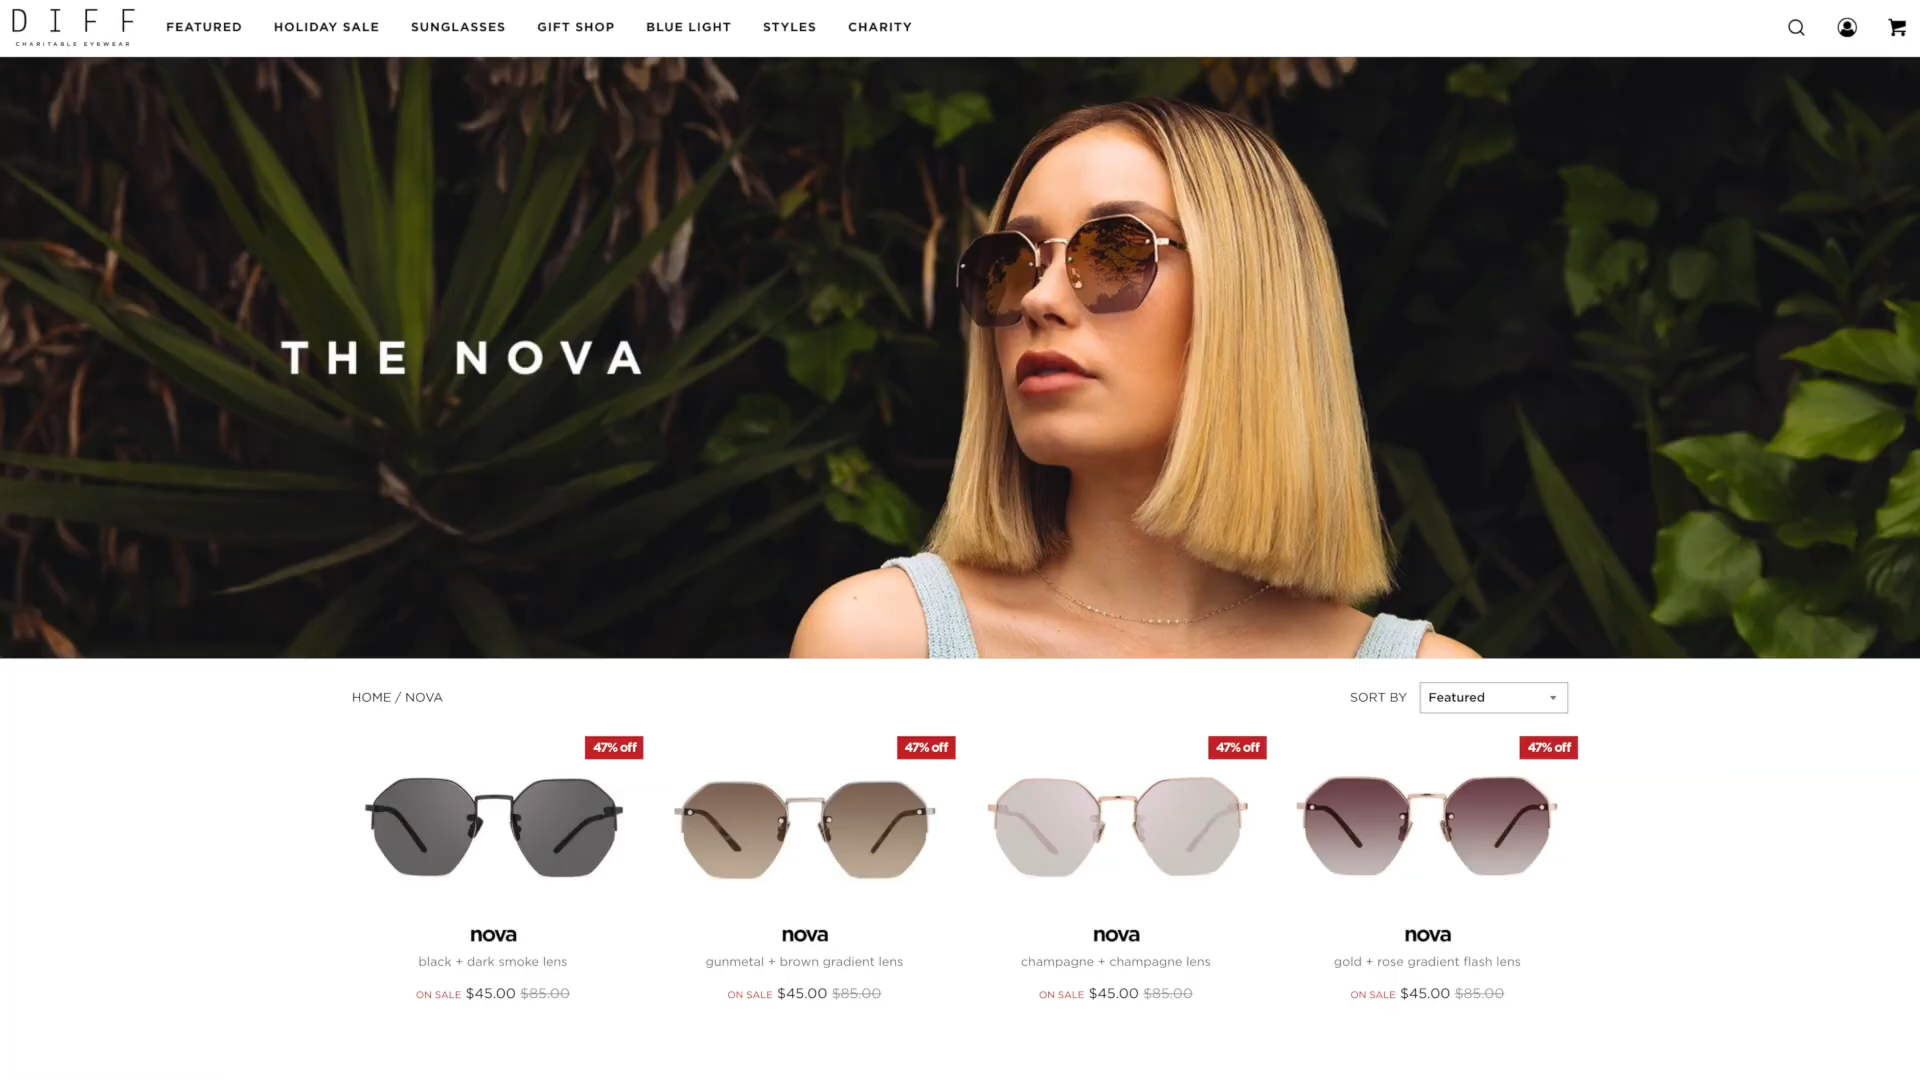 DIFF
CHARITABLE EYEWEAR
FEATURED HOLIDAY SALE SUNGLASSES GIFT SHOP BLUE LIGHT STYLES CHARITY
THE NOVA
HOME / NOVA
SORT BY Featured
47% off 47% off 47% off 47% off
nova nova nova nova
black + dark smoke lens gunmetal + brown gradient lens champagne + champagne lens gold + rose gradient flash lens
ON SALE $45.00 $85.00 ON SALE $45.00 $85.00 ON SALE $45.00 $85.00 ON SALE $45.00 $85.00